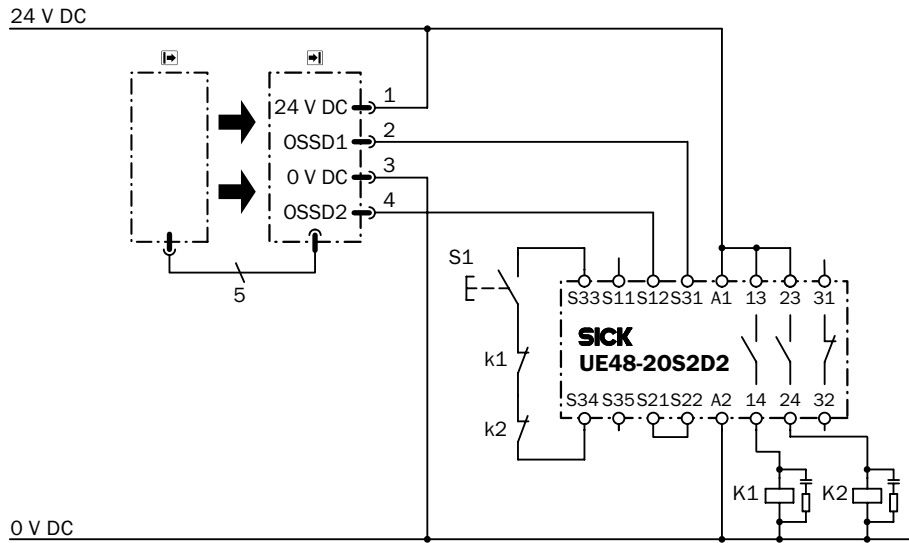 24 V DC
24 V DC
1
OSSD1
2
0 V DC
3
OSSD2
4
5
S1
k1
k2
S33 S11 S12 S31 A1 13 23 31
SICK
UE48-20S2D2
S34 S35 S21 S22 A2 14 24 32
K1
K2
0 V DC